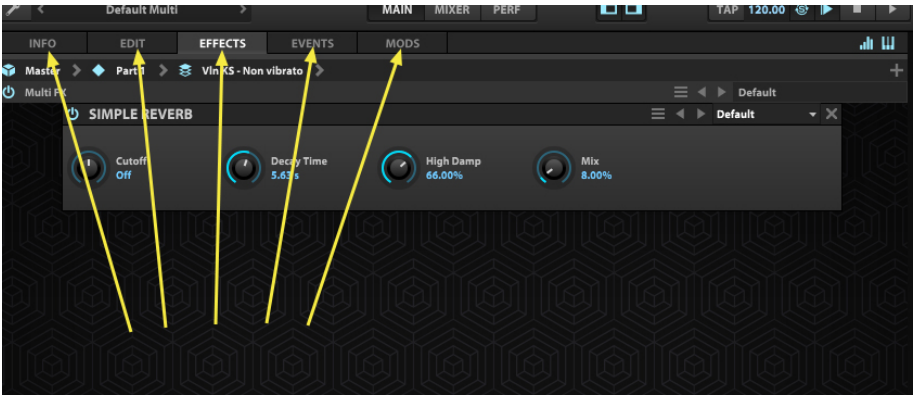 Default Multi MAIN MIXER PERF TAP 120.00
INFO EDIT EFFECTS EVENTS MODS
Master Part 1 Vln KS - Non vibrato
Multi FX Default
SIMPLE REVERB Default
Cutoff Decay Time High Damp Mix
Off 5.63 s 66.00% 8.00%